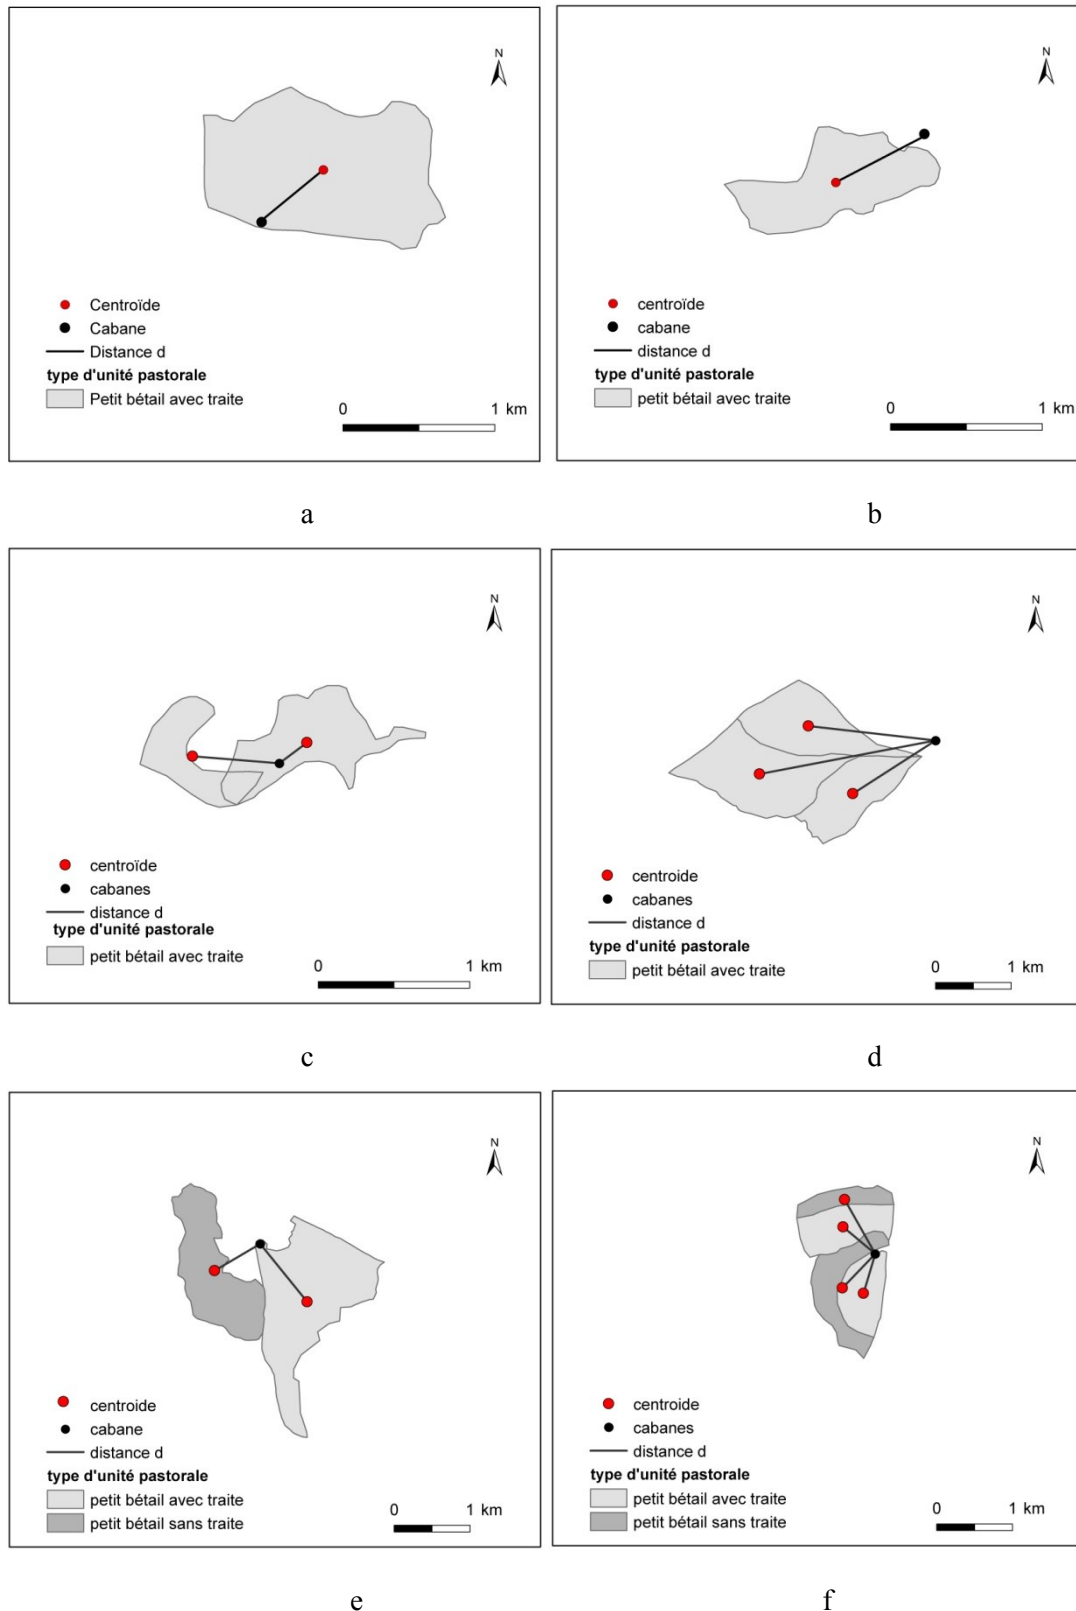 N
Centroïde
Cabane
Distance d
type d'unité pastorale
Petit bétail avec traite
0 1 km
a
N
centroïde
cabane
distance d
type d'unité pastorale
petit bétail avec traite
0 1 km
b
N
centroïde
cabanes
distance d
type d'unité pastorale
petit bétail avec traite
0 1 km
c
N
centroide
cabanes
distance d
type d'unité pastorale
petit bétail avec traite
0 1 km
d
N
centroide
cabane
distance d
type d'unité pastorale
petit bétail avec traite
petit bétail sans traite
0 1 km
e
N
centroide
cabanes
distance d
type d'unité pastorale
petit bétail avec traite
petit bétail sans traite
0 1 km
f